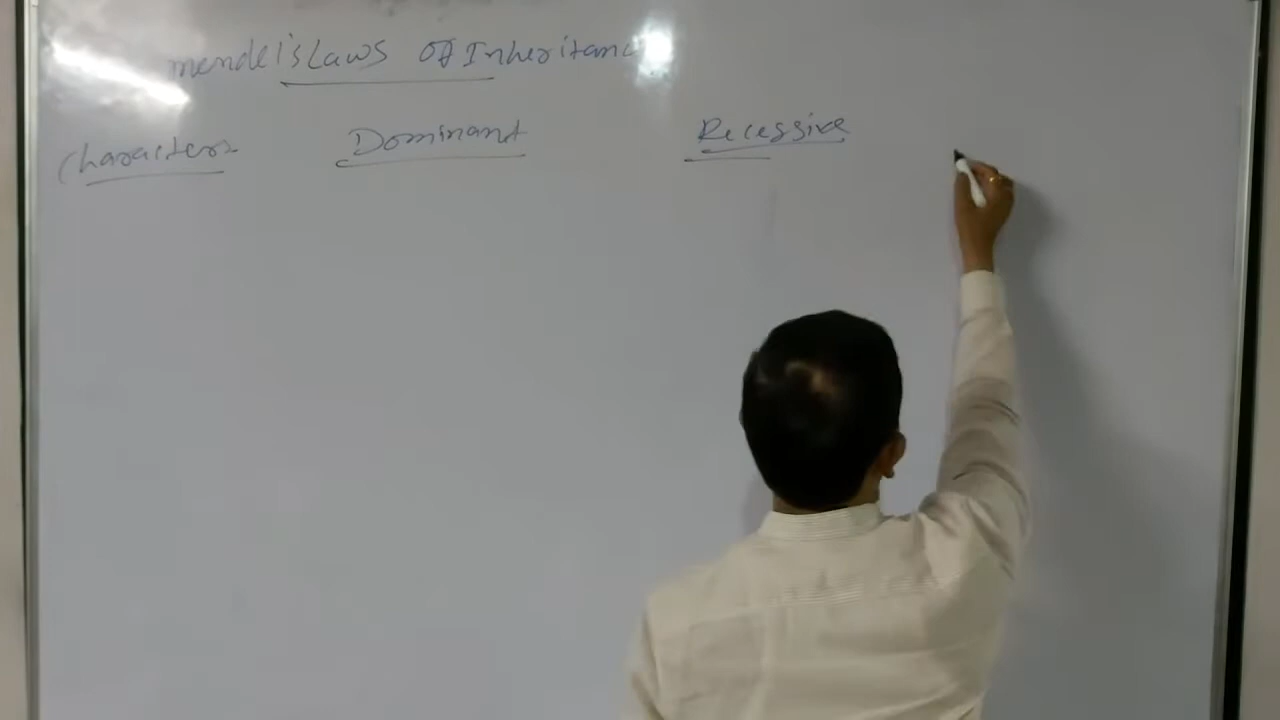 mendel's Laws Of Inheritanc
Characters Dominant Recessive